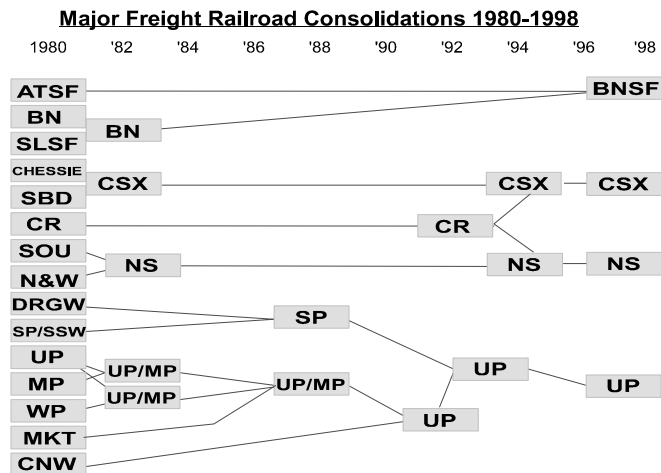 Major Freight Railroad Consolidations 1980-1998
1980 '82 '84 '86 '88 '90 '92 '94 '96 '98
ATSF BNSF
BN
BN
SLSF
CHESSIE
CSX CSX CSX
SBD
CR CR
SOU
NS NS NS
N&W
DRGW
SP
SP/SSW
UP
UP
UP/MP
MP UP/MP UP
UP/MP
WP
UP
MKT
CNW